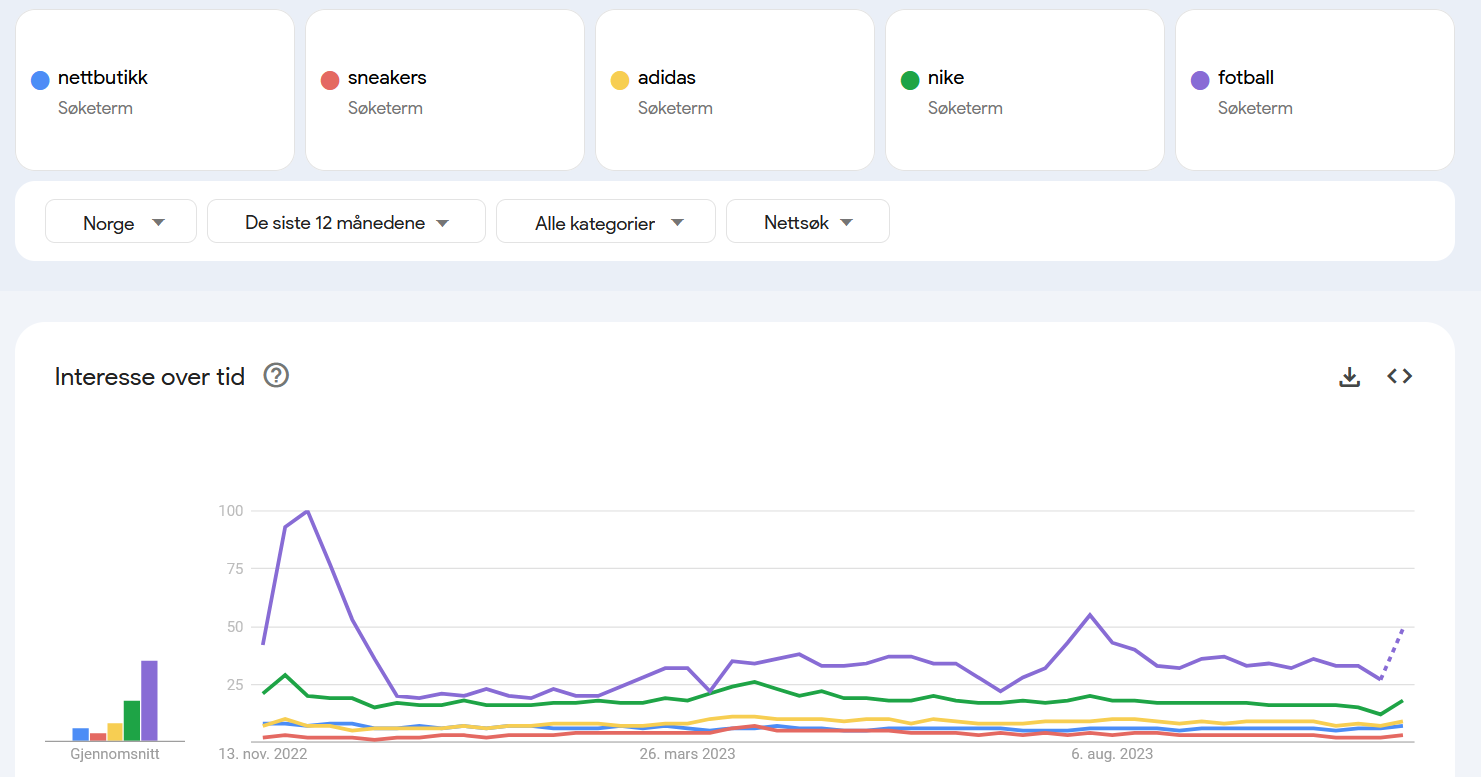 nettbutikk
Søketerm
sneakers
Søketerm
adidas
Søketerm
nike
Søketerm
fotball
Søketerm
Norge
De siste 12 månedene
Alle kategorier
Nettsøk
Interesse over tid
?
100
75
50
25
Gjennomsnitt
13. nov. 2022
26. mars 2023
6. aug. 2023